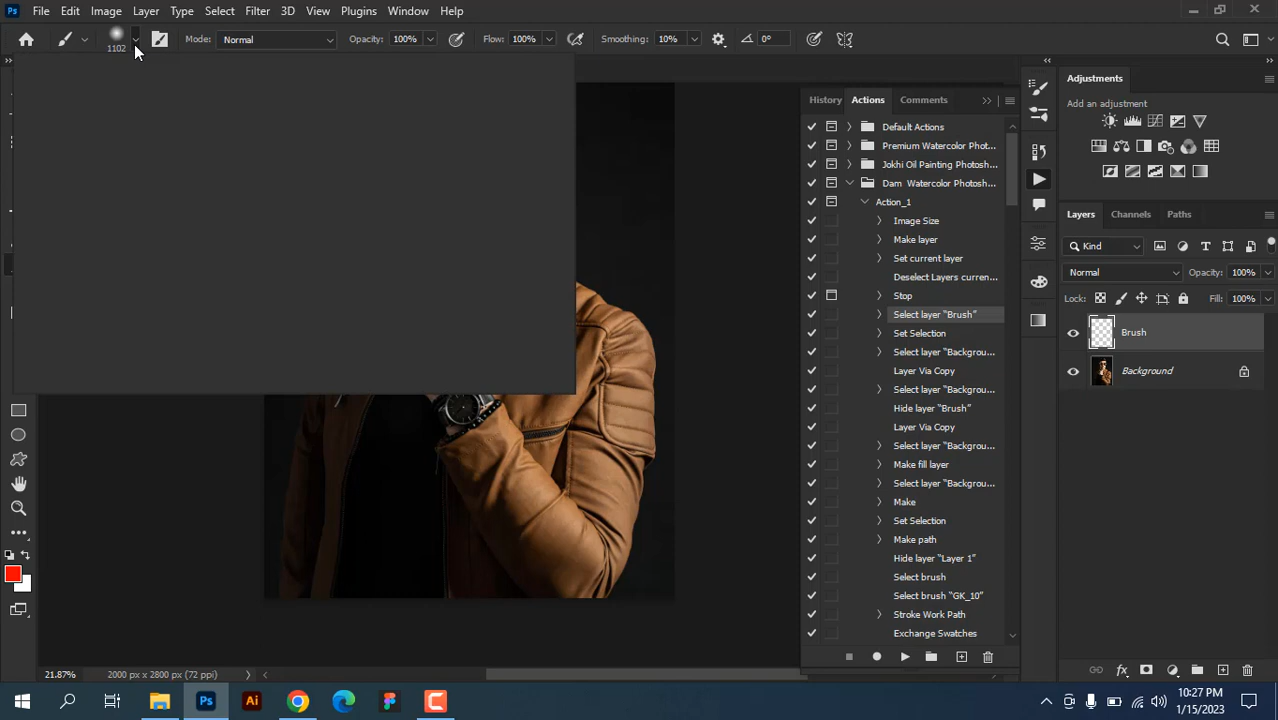 Ps File Edit Image Layer Type Select Filter 3D View Plugins Window Help
1102 Mode: Normal Opacity: 100% Flow: 100% Smoothing: 10% 0°
History Actions Comments
Default Actions
Premium Watercolor Phot...
Jokhi Oil Painting Photosh...
Dam Watercolor Photosh...
Action_1
Image Size
Make layer
Set current layer
Deselect Layers curren...
Stop
Select layer "Brush"
Set Selection
Select layer "Backgrou...
Layer Via Copy
Select layer "Backgrou...
Hide layer "Brush"
Layer Via Copy
Select layer "Backgrou...
Make fill layer
Select layer "Backgrou...
Make
Set Selection
Make path
Hide layer "Layer 1"
Select brush
Select brush "GK_10"
Stroke Work Path
Exchange Swatches
Adjustments
Add an adjustment
Layers Channels Paths
Kind
Normal Opacity: 100%
Lock: Fill: 100%
Brush
Background
21.87% 2000 px x 2800 px (72 ppi)
Ps Ai
10:27 PM
1/15/2023